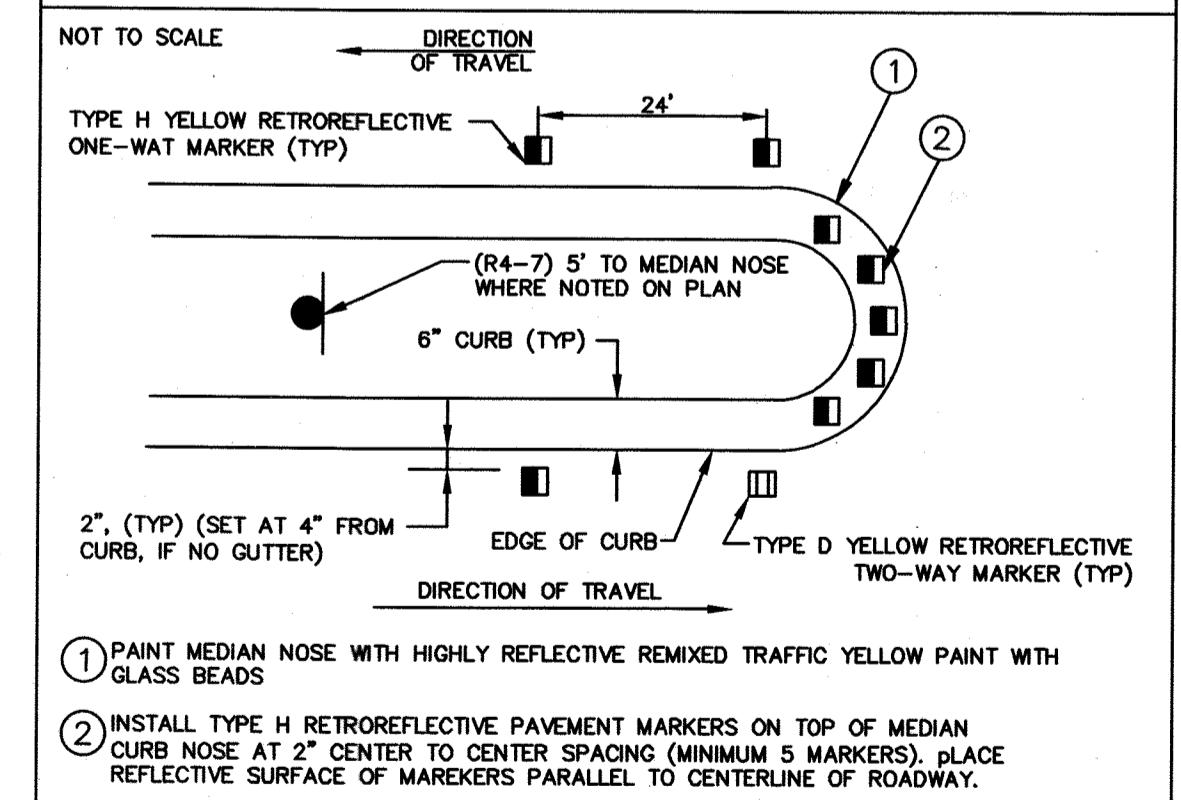 NOT TO SCALE
DIRECTION
OF TRAVEL
1
24'
TYPE H YELLOW RETROREFLECTIVE
ONE-WAT MARKER (TYP)
2
(R4-7) 5' TO MEDIAN NOSE
WHERE NOTED ON PLAN
6" CURB (TYP)
2", (TYP) (SET AT 4" FROM
CURB, IF NO GUTTER)
EDGE OF CURB
TYPE D YELLOW RETROREFLECTIVE
TWO-WAY MARKER (TYP)
DIRECTION OF TRAVEL
1 PAINT MEDIAN NOSE WITH HIGHLY REFLECTIVE REMIXED TRAFFIC YELLOW PAINT WITH
GLASS BEADS
2 INSTALL TYPE H RETROREFLECTIVE PAVEMENT MARKERS ON TOP OF MEDIAN
CURB NOSE AT 2" CENTER TO CENTER SPACING (MINIMUM 5 MARKERS). pLACE
REFLECTIVE SURFACE OF MAREKERS PARALLEL TO CENTERLINE OF ROADWAY.